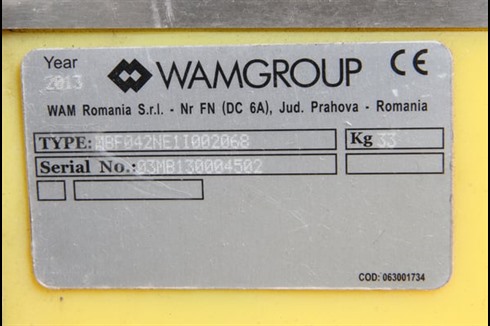 Year
2013
WAMGROUP CE
WAM Romania S.r.l. - Nr FN (DC 6A), Jud. Prahova - Romania
TYPE: MBF042NE1I002068 Kg 33
Serial No.: 03MB130004502
COD: 063001734